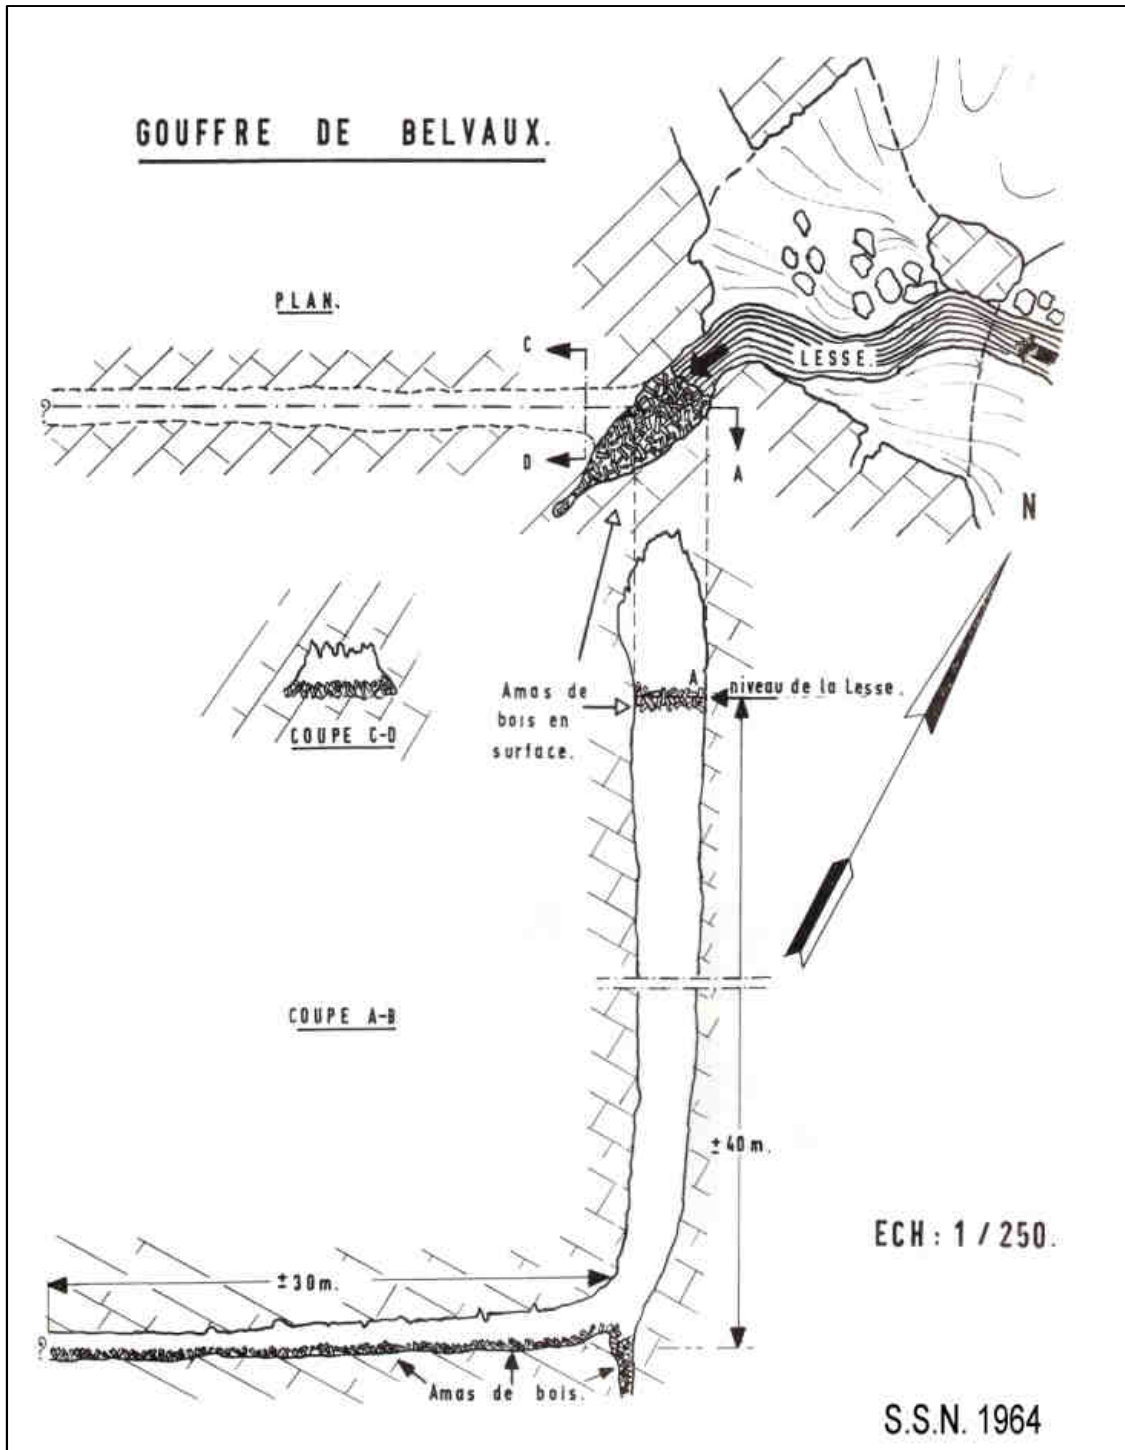 GOUFFRE DE BELVAUX.
PLAN.
C
LESSE.
D
A
N
A
niveau de la Lesse.
Amas de
bois en
surface.
COUPE C-D
COUPE A-B
±40m.
ECH: 1/250.
±30m.
?
?
Amas de bois.
S.S.N. 1964